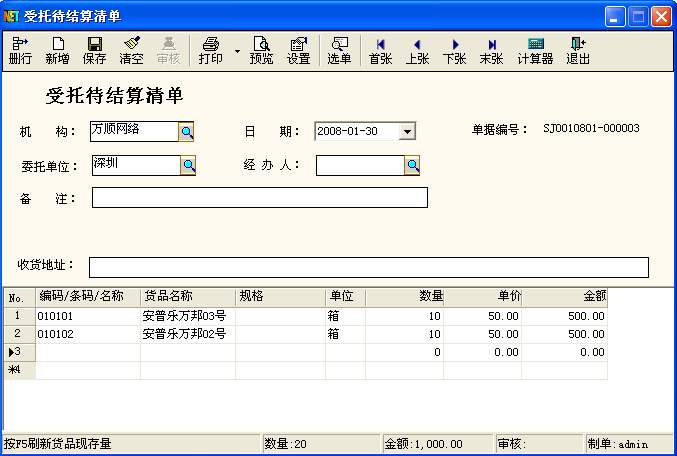 NET 受托待结算清单
删行 新增 保存 清空 审核 打印 预览 设置 选单 首张 上张 下张 末张 计算器 退出
受托待结算清单
机 构： 万顺网络 日 期： 2008-01-30 单据编号： SJ0010801-000003
委托单位： 深圳 经 办 人：
备 注：
收货地址：
No. 编码/条码/名称 货品名称 规格 单位 数量 单价 金额
1 010101 安普乐万邦03号 箱 10 50.00 500.00
2 010102 安普乐万邦02号 箱 10 50.00 500.00
3 0 0.00 0.00
*4
按F5刷新货品现存量 数量:20 金额:1,000.00 审核: 制单:admin